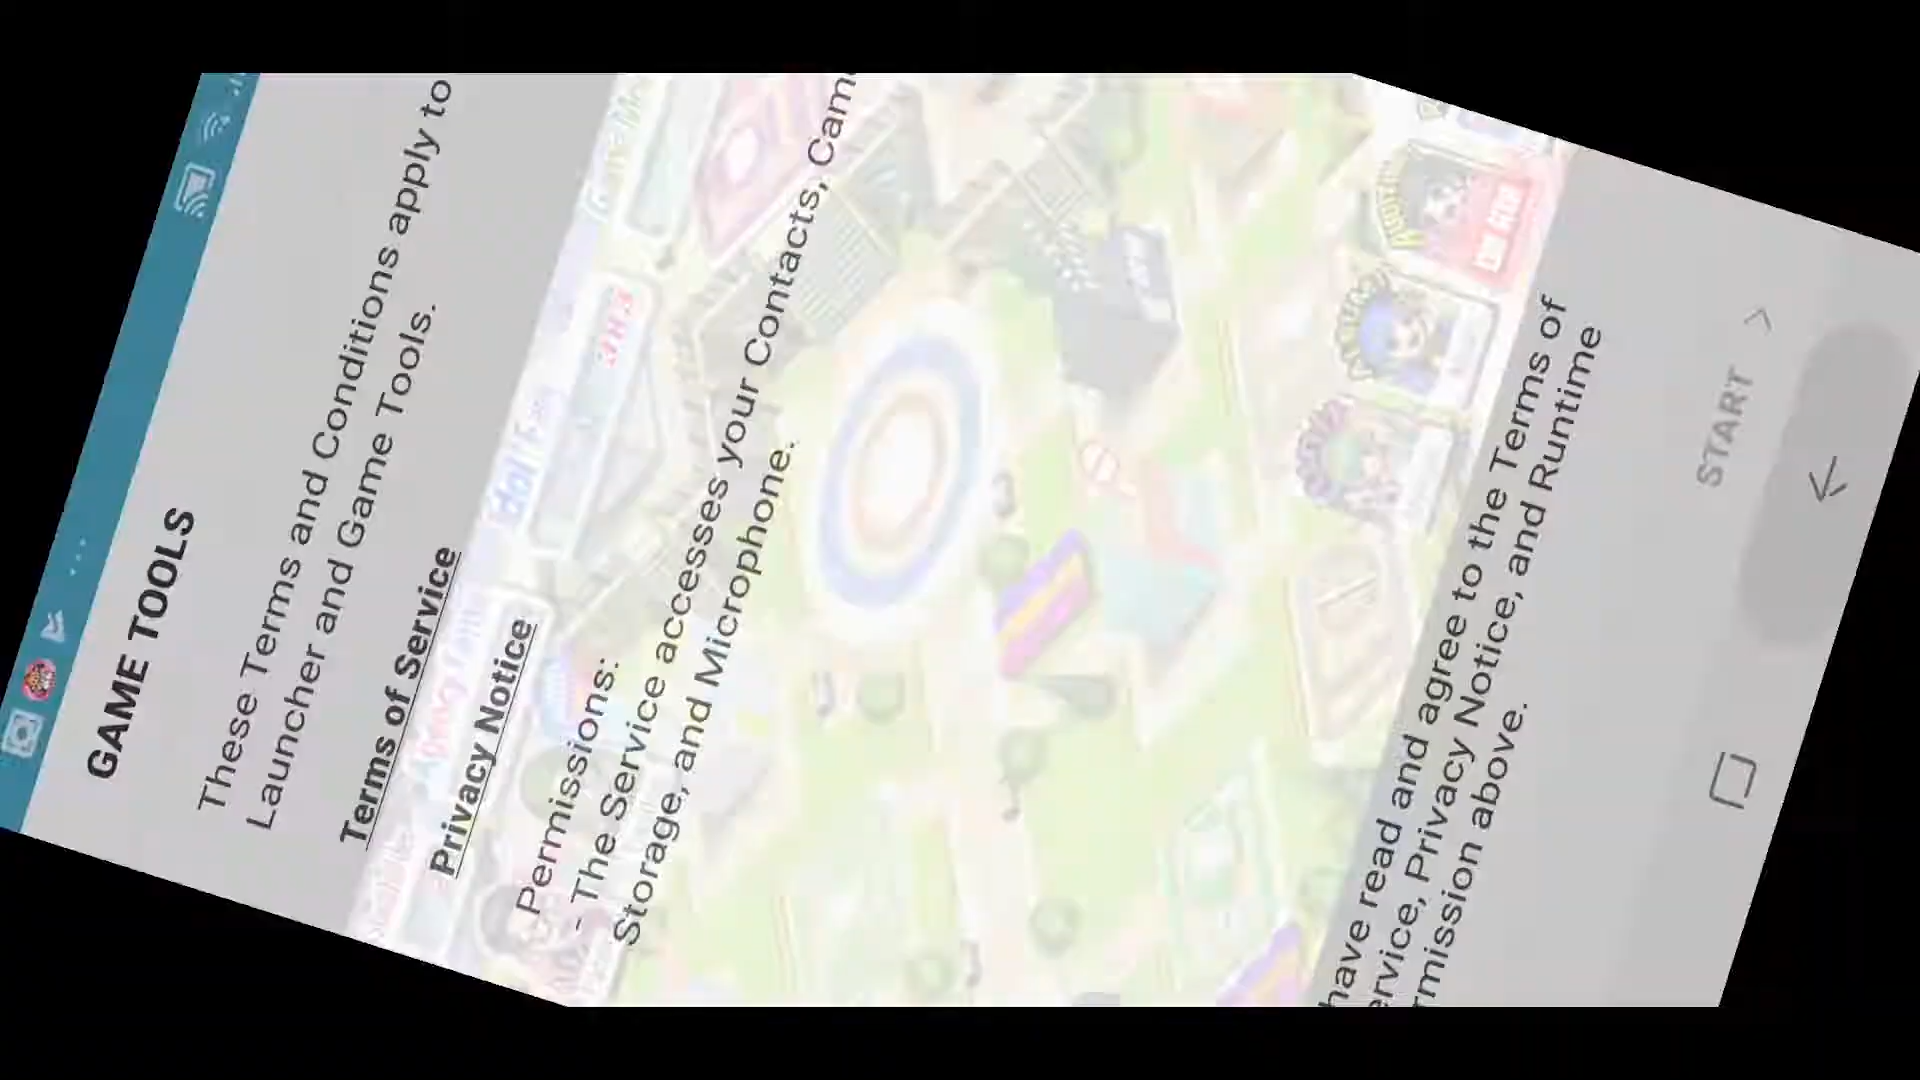 GAME TOOLS
These Terms and Conditions apply to
Launcher and Game Tools.
Terms of Service
Privacy Notice
Permissions:
- The Service accesses your Contacts,
Storage, and Microphone.
have read and agree to the Terms of
Privacy Notice, and Runtime
above.
START